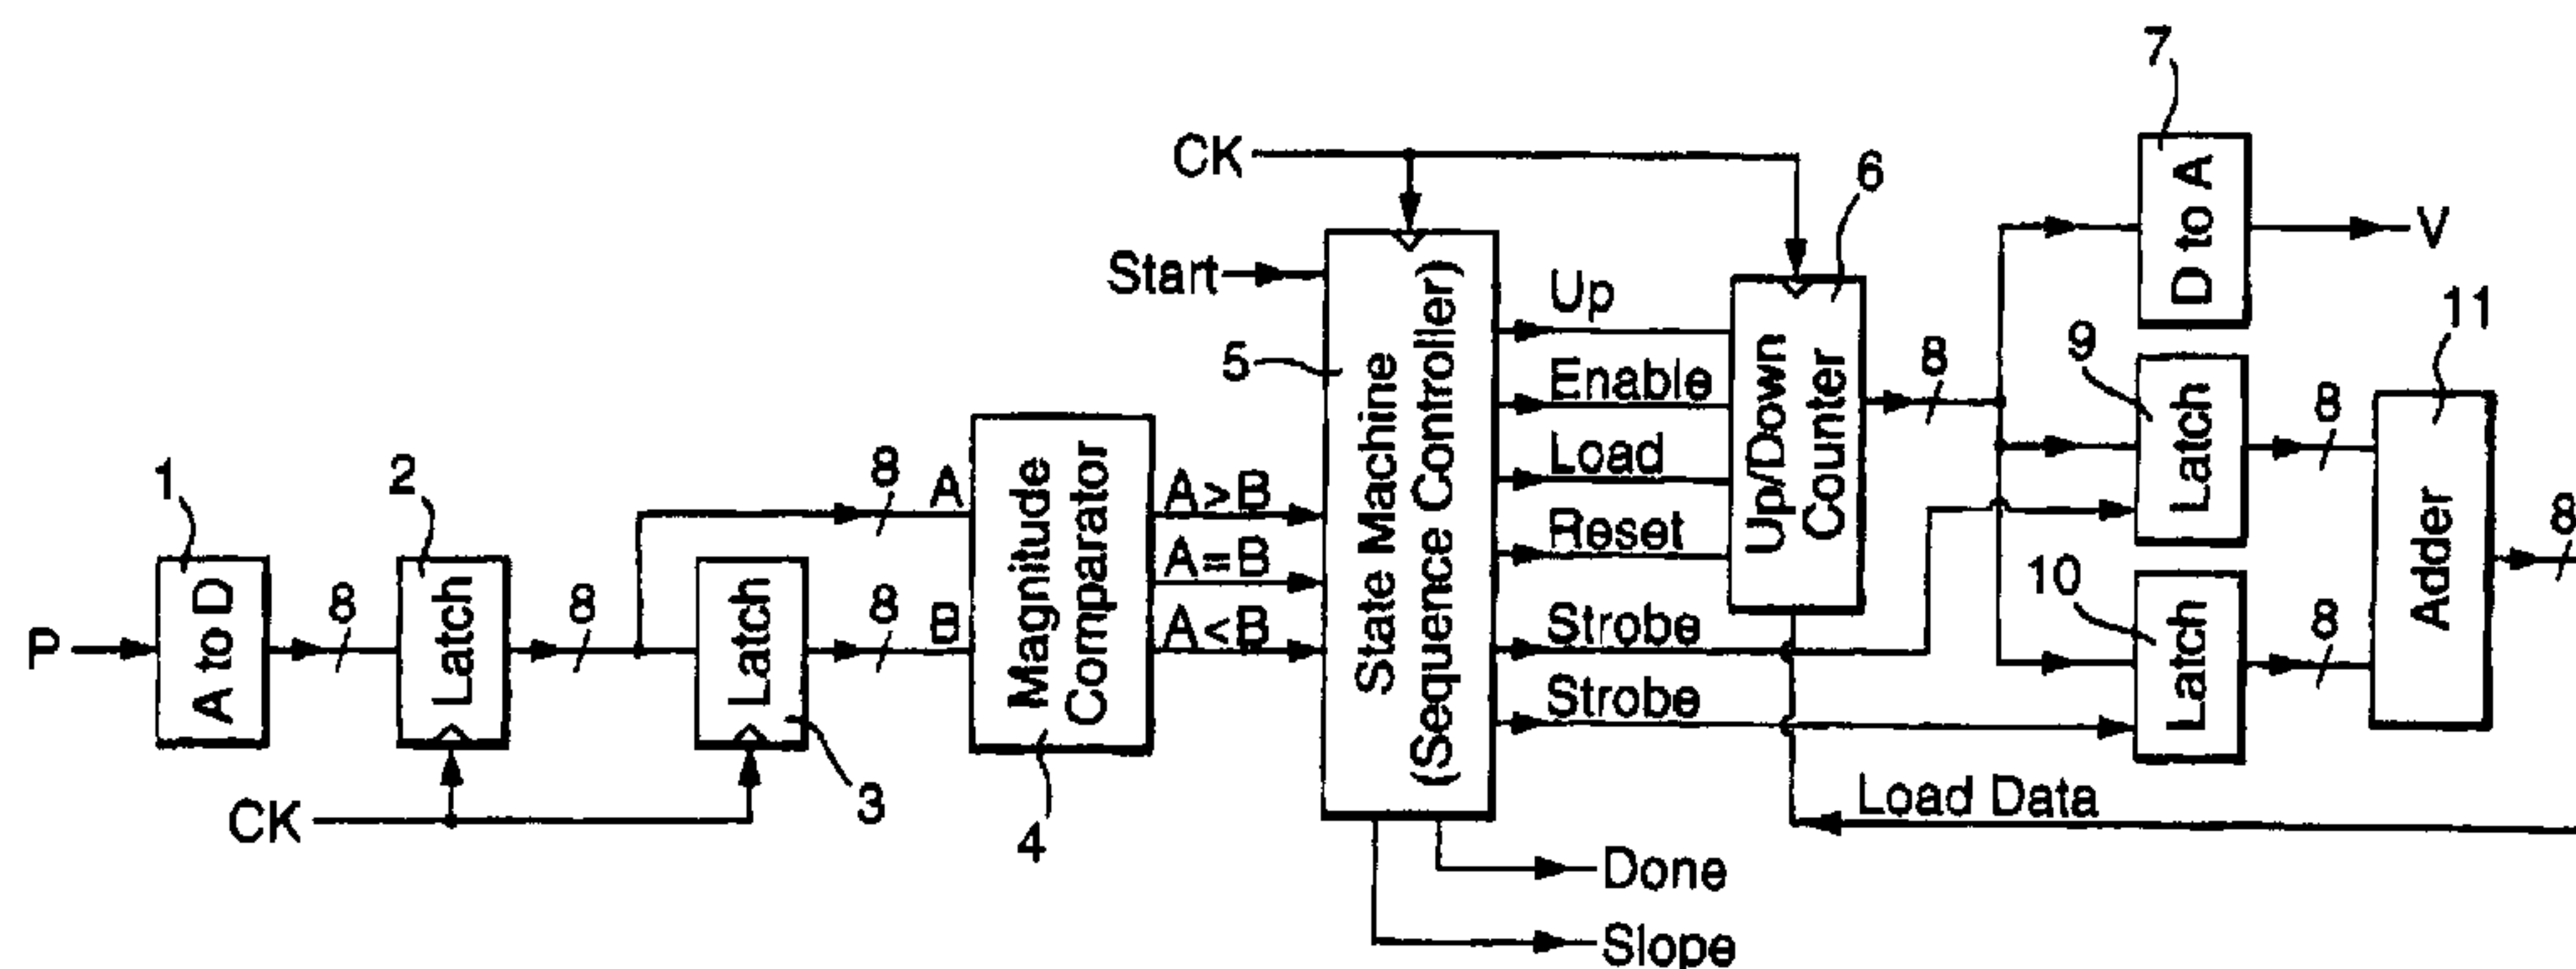 7
D to A
V
CK
6
Start
Up
5
State Machine
(Sequence Controller)
Enable
Load
Reset
Up/Down
Counter
8
9
Latch
8
11
Adder
8
10
Latch
8
Strobe
Strobe
Load Data
Done
Slope
P
1
A to D
8
2
Latch
8
8
A
Latch
3
8
B
CK
Magnitude
Comparator
4
A>B
A=B
A<B